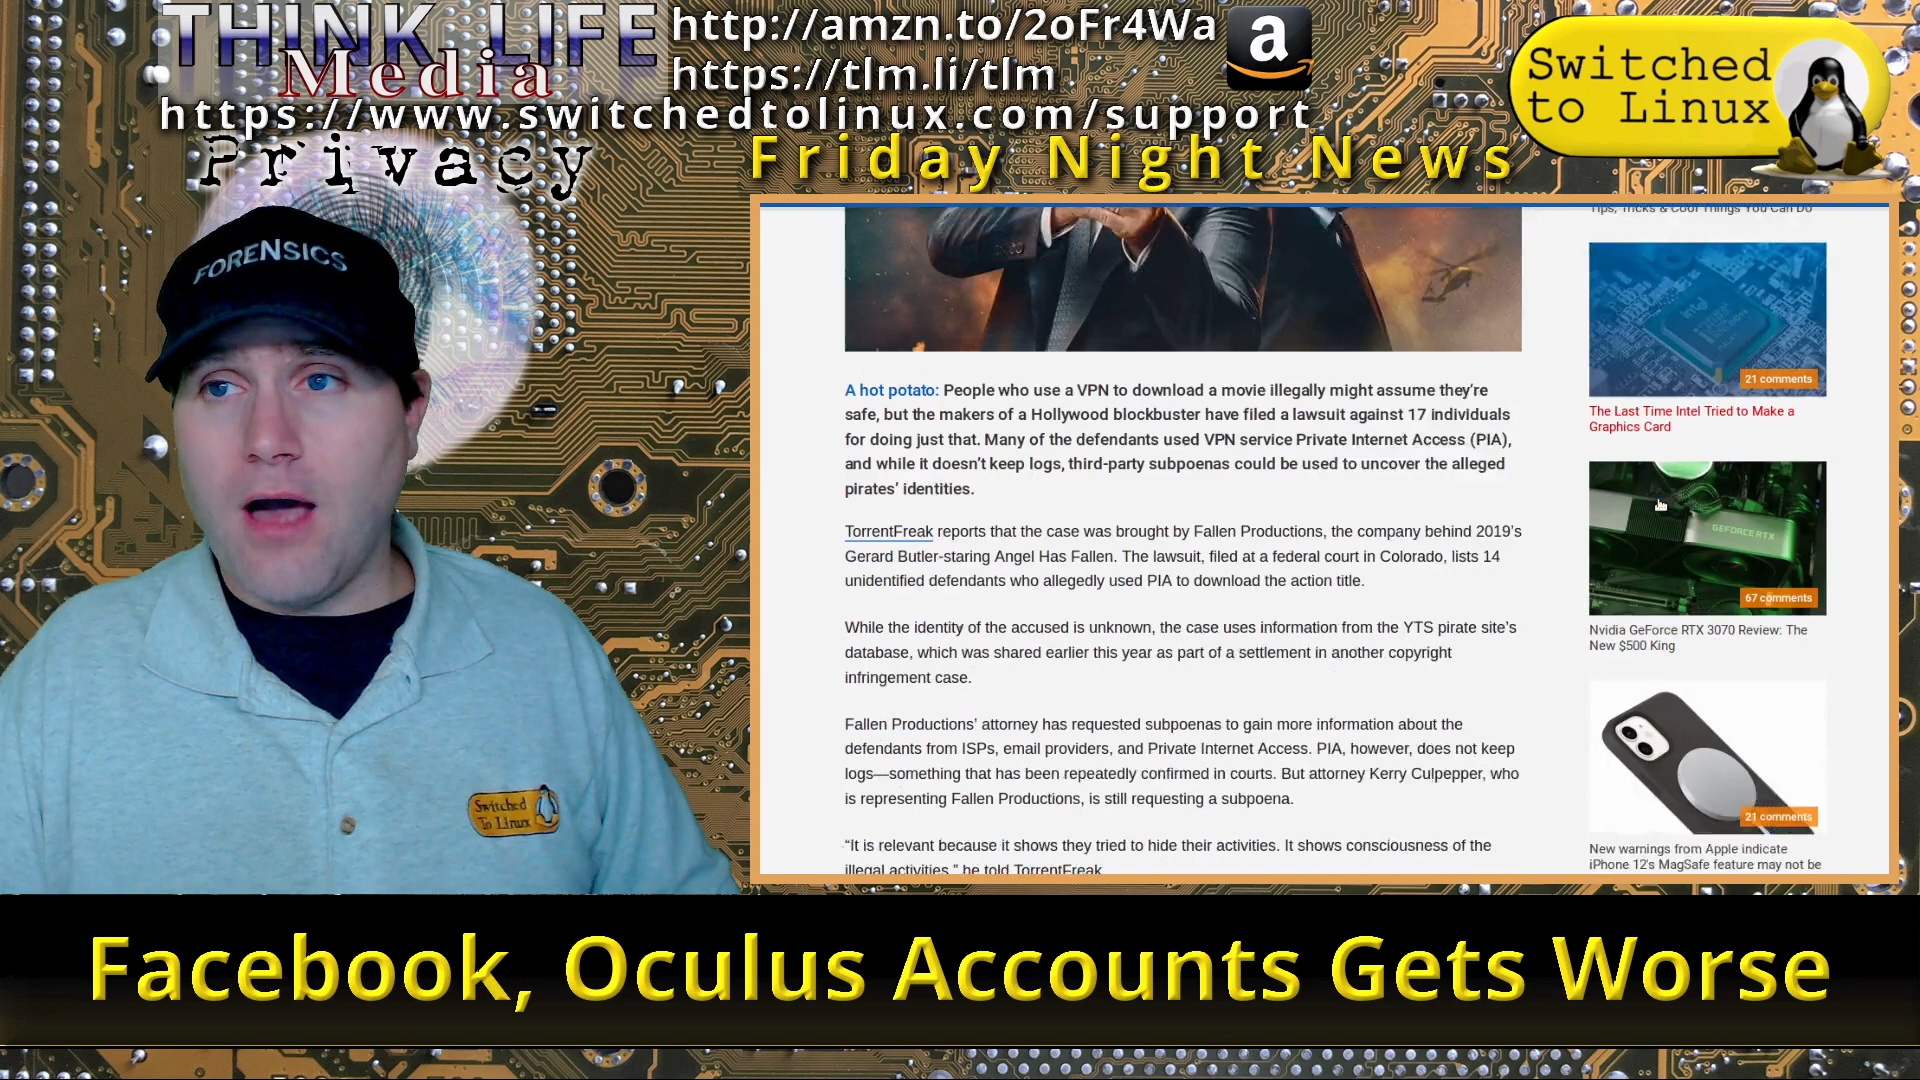 THINK LIFE
Media
http://amzn.to/2oFr4Wa
https://tlm.li/tlm
https://www.switchedtolinux.com/support
Privacy
Friday Night News
Switched
to Linux
FORENSICS
Switched
To Linux
Tips, Tricks & Cool Things You Can Do
A hot potato: People who use a VPN to download a movie illegally might assume they're
safe, but the makers of a Hollywood blockbuster have filed a lawsuit against 17 individuals
for doing just that. Many of the defendants used VPN service Private Internet Access (PIA),
and while it doesn't keep logs, third-party subpoenas could be used to uncover the alleged
pirates' identities.
TorrentFreak reports that the case was brought by Fallen Productions, the company behind 2019's
Gerard Butler-staring Angel Has Fallen. The lawsuit, filed at a federal court in Colorado, lists 14
unidentified defendants who allegedly used PIA to download the action title.
While the identity of the accused is unknown, the case uses information from the YTS pirate site's
database, which was shared earlier this year as part of a settlement in another copyright
infringement case.
Fallen Productions' attorney has requested subpoenas to gain more information about the
defendants from ISPs, email providers, and Private Internet Access. PIA, however, does not keep
logs—something that has been repeatedly confirmed in courts. But attorney Kerry Culpepper, who
is representing Fallen Productions, is still requesting a subpoena.
“It is relevant because it shows they tried to hide their activities. It shows consciousness of the
illegal activities,” he told TorrentFreak.
21 comments
The Last Time Intel Tried to Make a
Graphics Card
GEFORCE RTX
67 comments
Nvidia GeForce RTX 3070 Review: The
New $500 King
21 comments
New warnings from Apple indicate
iPhone 12's MagSafe feature may not be
Facebook, Oculus Accounts Gets Worse